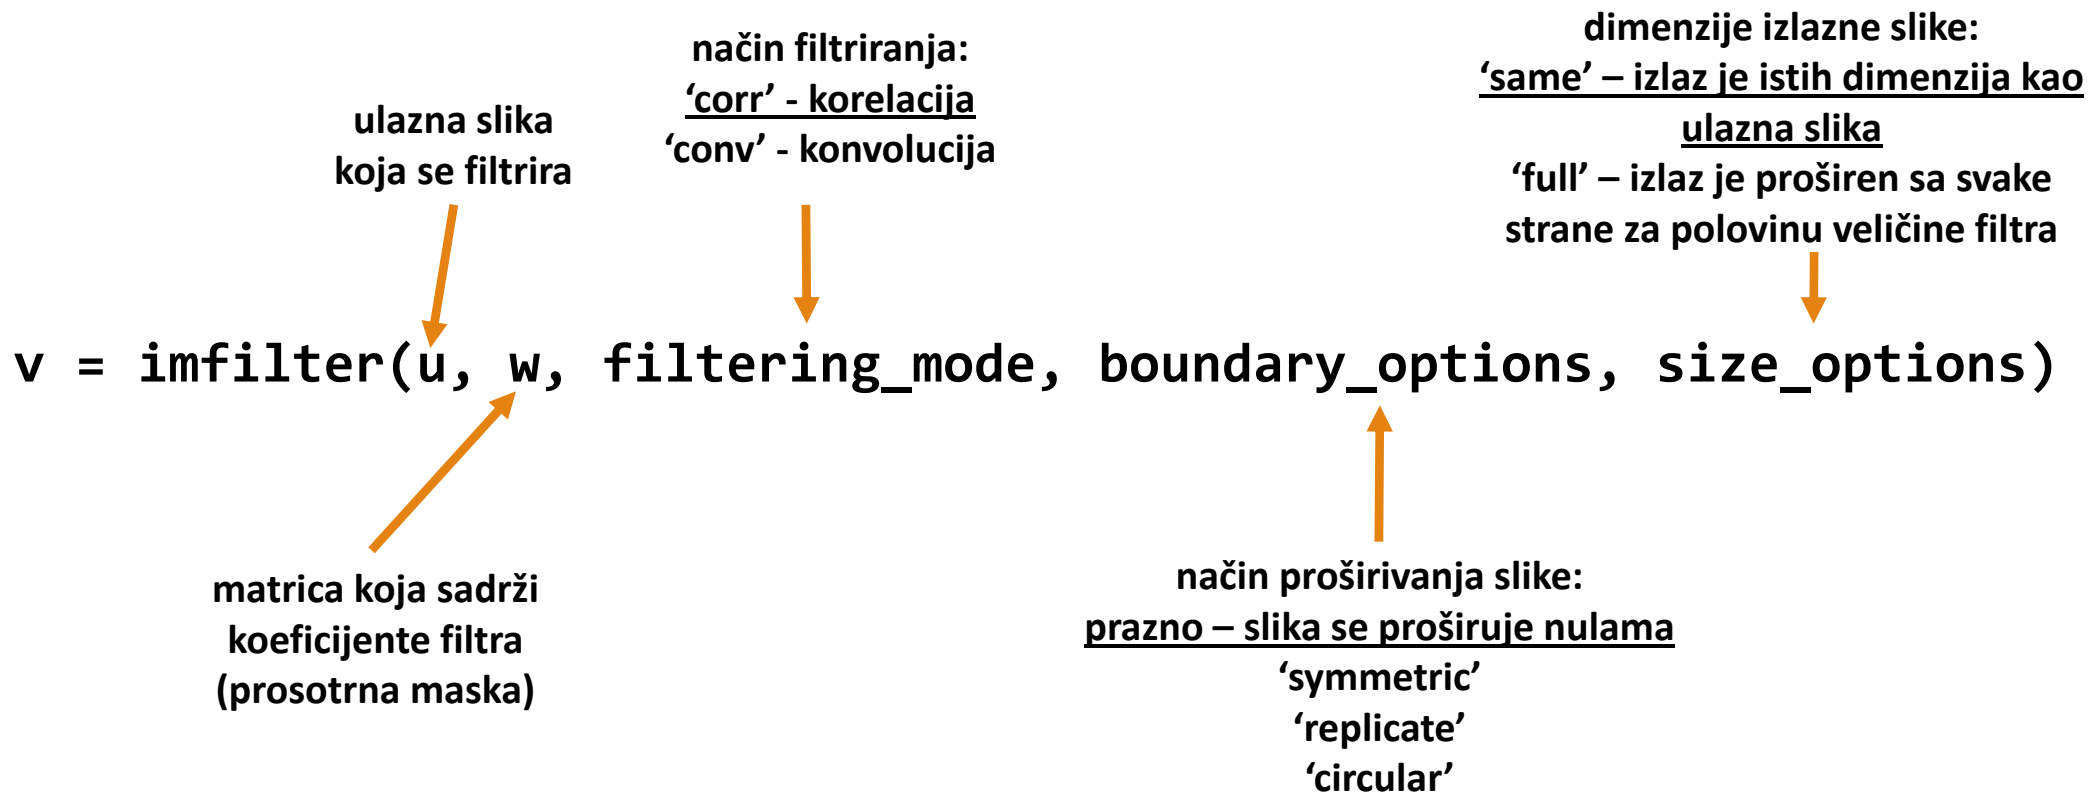 ulazna slika
koja se filtrira
način filtriranja:
‘corr’ - korelacija
‘conv’ - konvolucija
dimenzije izlazne slike:
‘same’ – izlaz je istih dimenzija kao
ulazna slika
‘full’ – izlaz je proširen sa svake
strane za polovinu veličine filtra
v = imfilter(u, w, filtering_mode, boundary_options, size_options)
matrica koja sadrži
koeficijente filtra
(prosotrna maska)
način proširivanja slike:
prazno – slika se proširuje nulama
‘symmetric’
‘replicate’
‘circular’